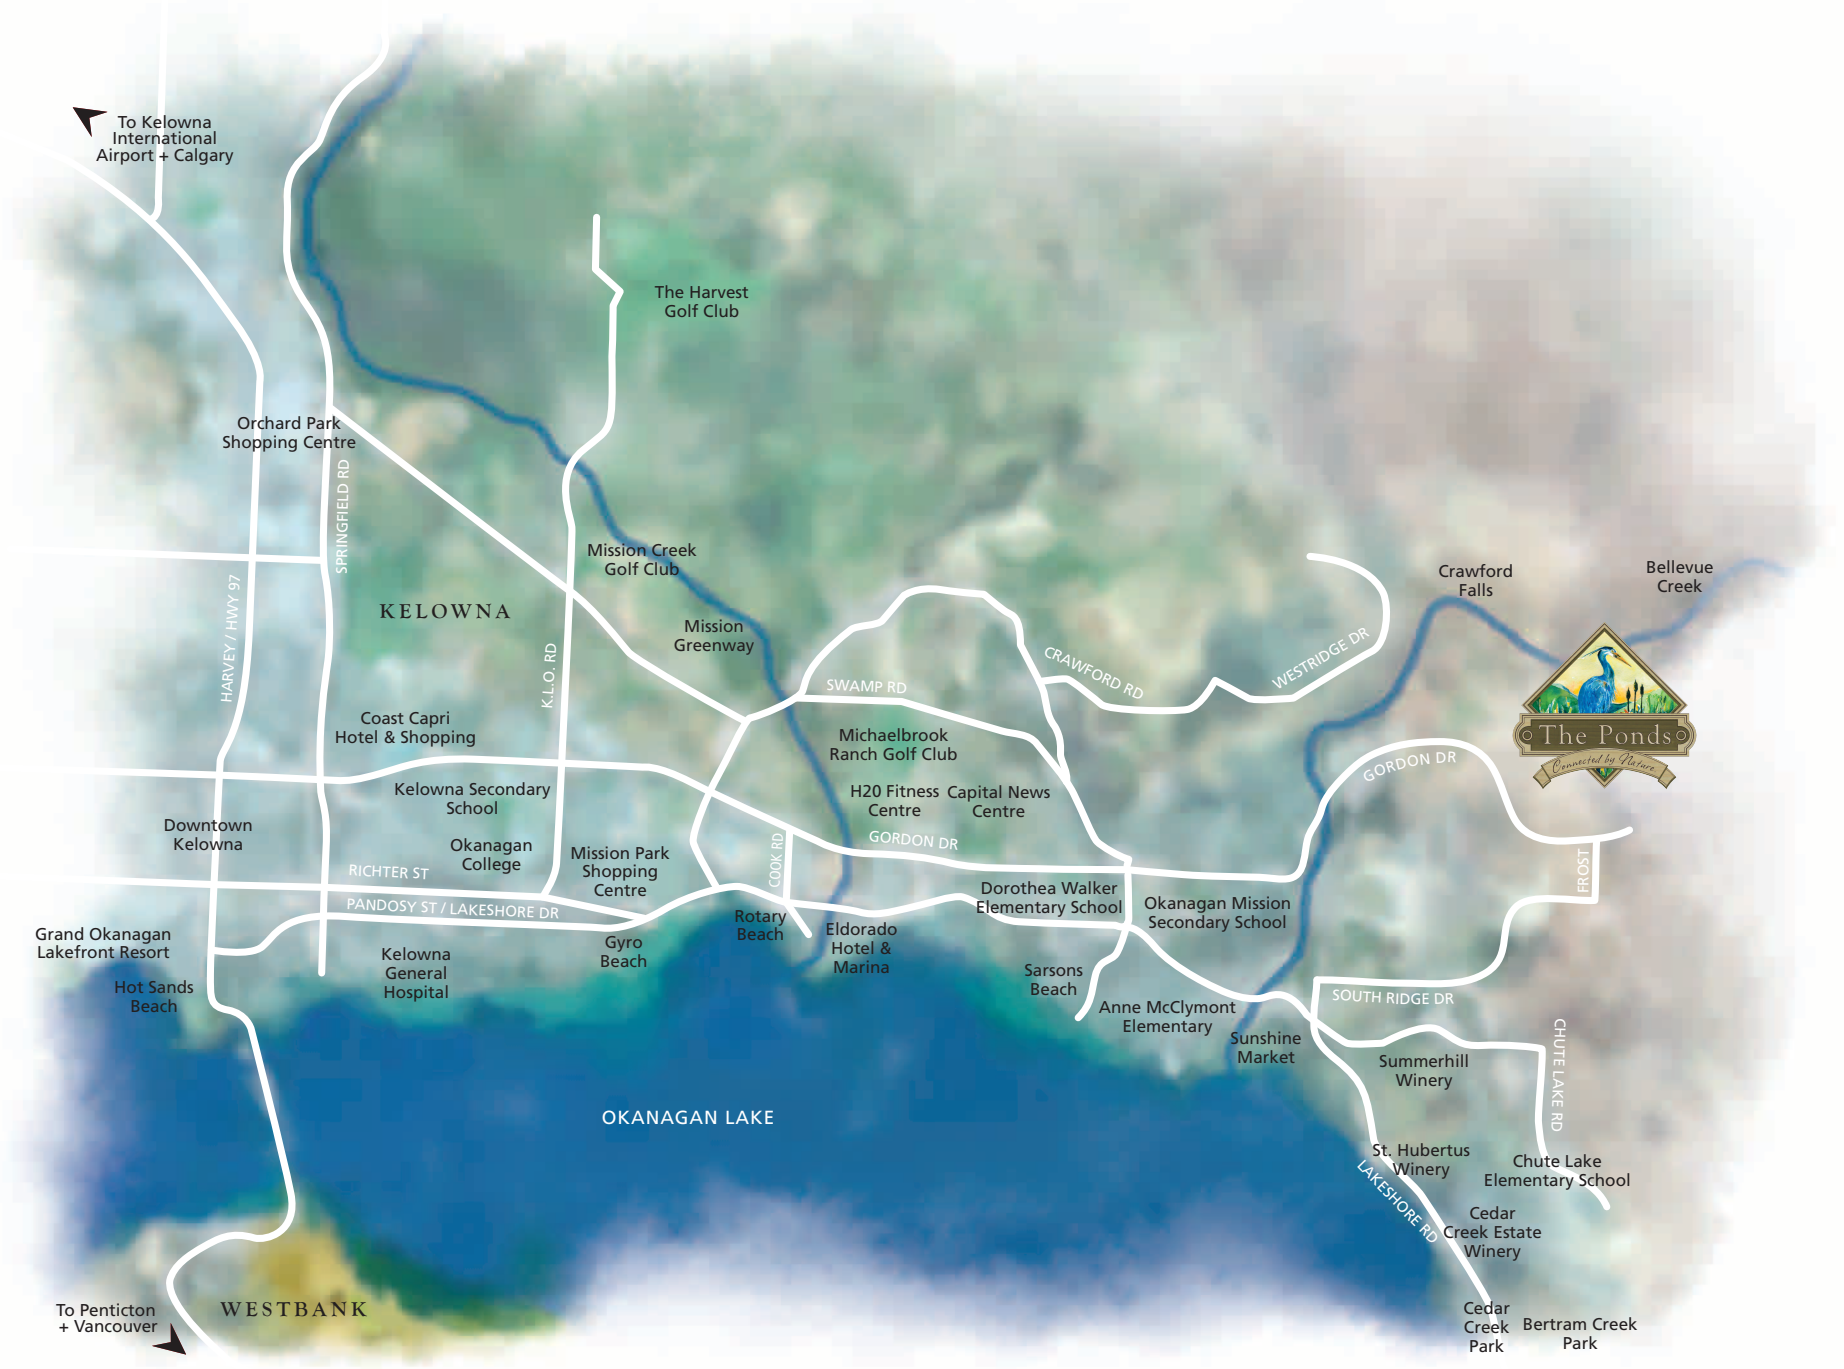 To Kelowna
International
Airport + Calgary
The Harvest
Golf Club
Orchard Park
Shopping Centre
SPRINGFIELD RD
HARVEY / HWY 97
KELOWNA
K.L.O. RD
Mission Creek
Golf Club
Mission
Greenway
Crawford
Falls
Bellevue
Creek
CRAWFORD RD
WESTRIDGE DR
SWAMP RD
The Ponds
Connected by Nature
Coast Capri
Hotel & Shopping
Michaelbrook
Ranch Golf Club
GORDON DR
Kelowna Secondary
School
H20 Fitness
Centre
Capital News
Centre
Downtown
Kelowna
Okanagan
College
Mission Park
Shopping
Centre
COOK RD
GORDON DR
FROST
RICHTER ST
PANDOSY ST / LAKESHORE DR
Dorothea Walker
Elementary School
Okanagan Mission
Secondary School
Grand Okanagan
Lakefront Resort
Hot Sands
Beach
Kelowna
General
Hospital
Gyro
Beach
Rotary
Beach
Eldorado
Hotel &
Marina
Sarsons
Beach
Anne McClymont
Elementary
Sunshine
Market
SOUTH RIDGE DR
Summerhill
Winery
CHUTE LAKE RD
OKANAGAN LAKE
St. Hubertus
Winery
Chute Lake
Elementary School
LAKESHORE RD
Cedar
Creek Estate
Winery
To Penticton
+ Vancouver
WESTBANK
Cedar
Creek
Park
Bertram Creek
Park